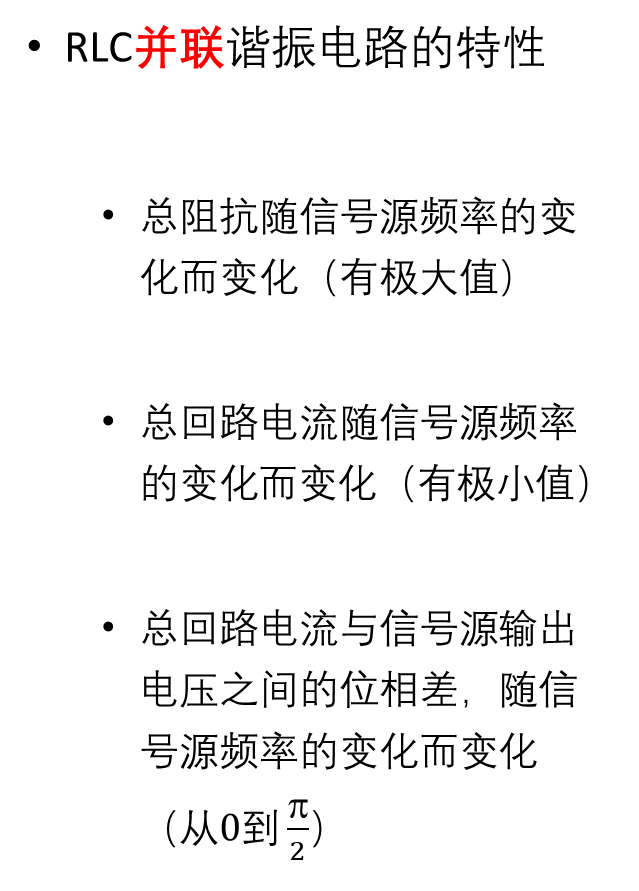 • RLC并联谐振电路的特性
• 总阻抗随信号源频率的变
化而变化（有极大值）
• 总回路电流随信号源频率
的变化而变化（有极小值）
• 总回路电流与信号源输出
电压之间的位相差，随信
号源频率的变化而变化
（从0到π/2）